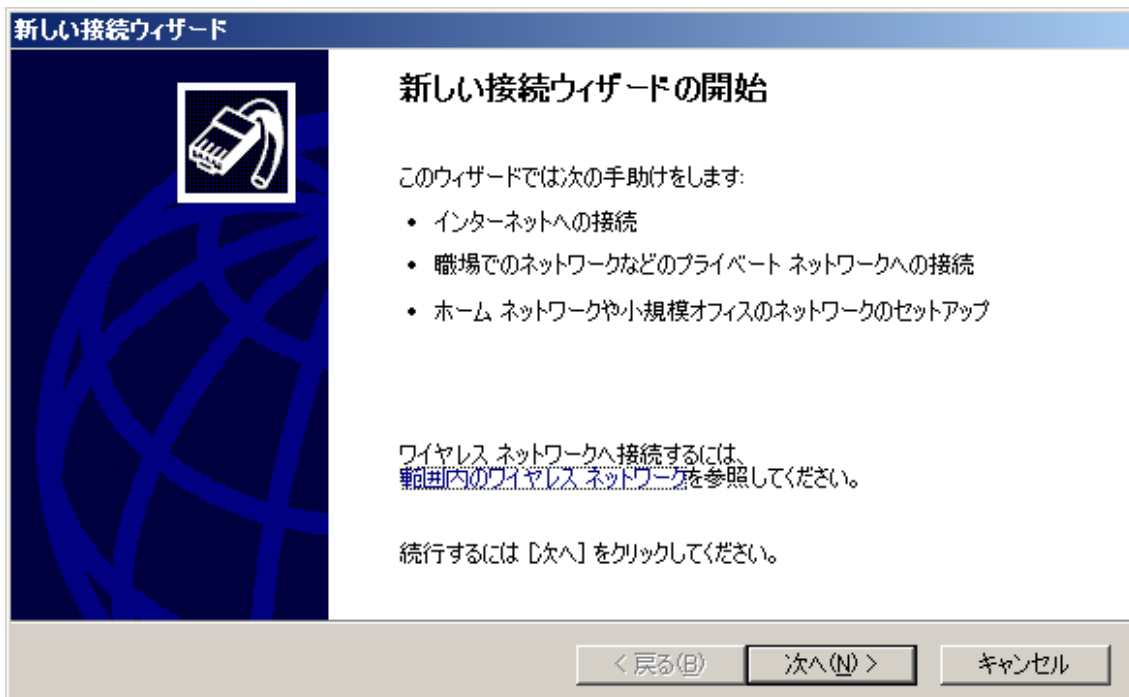 新しい接続ウィザード
新しい接続ウィザードの開始
このウィザードでは次の手助けをします:
• インターネットへの接続
• 職場でのネットワークなどのプライベート ネットワークへの接続
• ホーム ネットワークや小規模オフィスのネットワークのセットアップ
ワイヤレス ネットワークへ接続するには、
範囲内のワイヤレス ネットワークを参照してください。
続行するには [次へ] をクリックしてください。
< 戻る(B) 次へ(N) > キャンセル